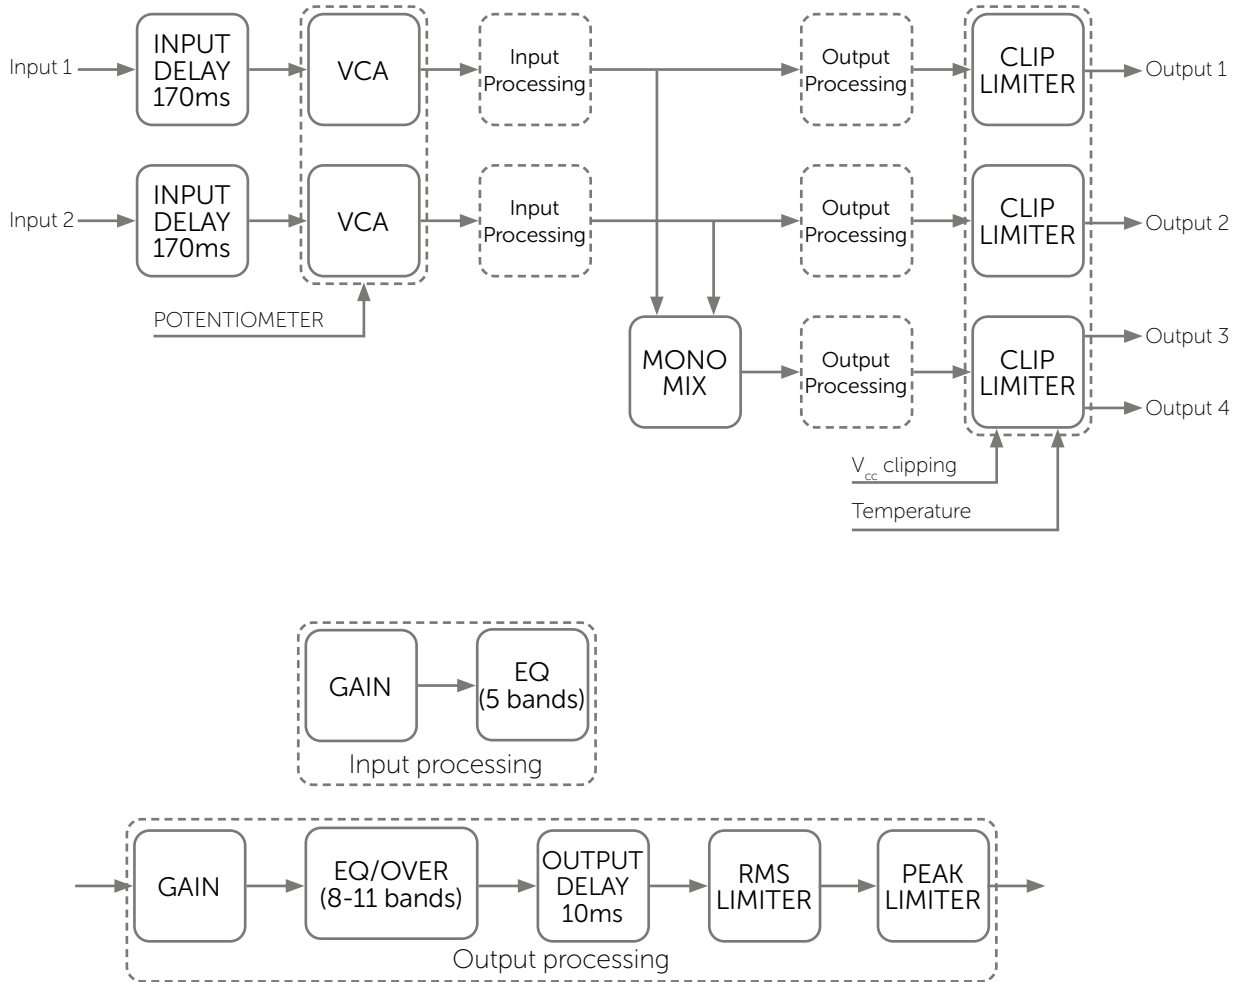 Input 1
INPUT
DELAY
170ms
VCA
Input
Processing
Output
Processing
CLIP
LIMITER
Output 1
Input 2
INPUT
DELAY
170ms
VCA
Input
Processing
Output
Processing
CLIP
LIMITER
Output 2
POTENTIOMETER
MONO
MIX
Output
Processing
CLIP
LIMITER
Output 3
Output 4
Vcc clipping
Temperature
GAIN
EQ
(5 bands)
Input processing
GAIN
EQ/OVER
(8-11 bands)
OUTPUT
DELAY
10ms
RMS
LIMITER
PEAK
LIMITER
Output processing